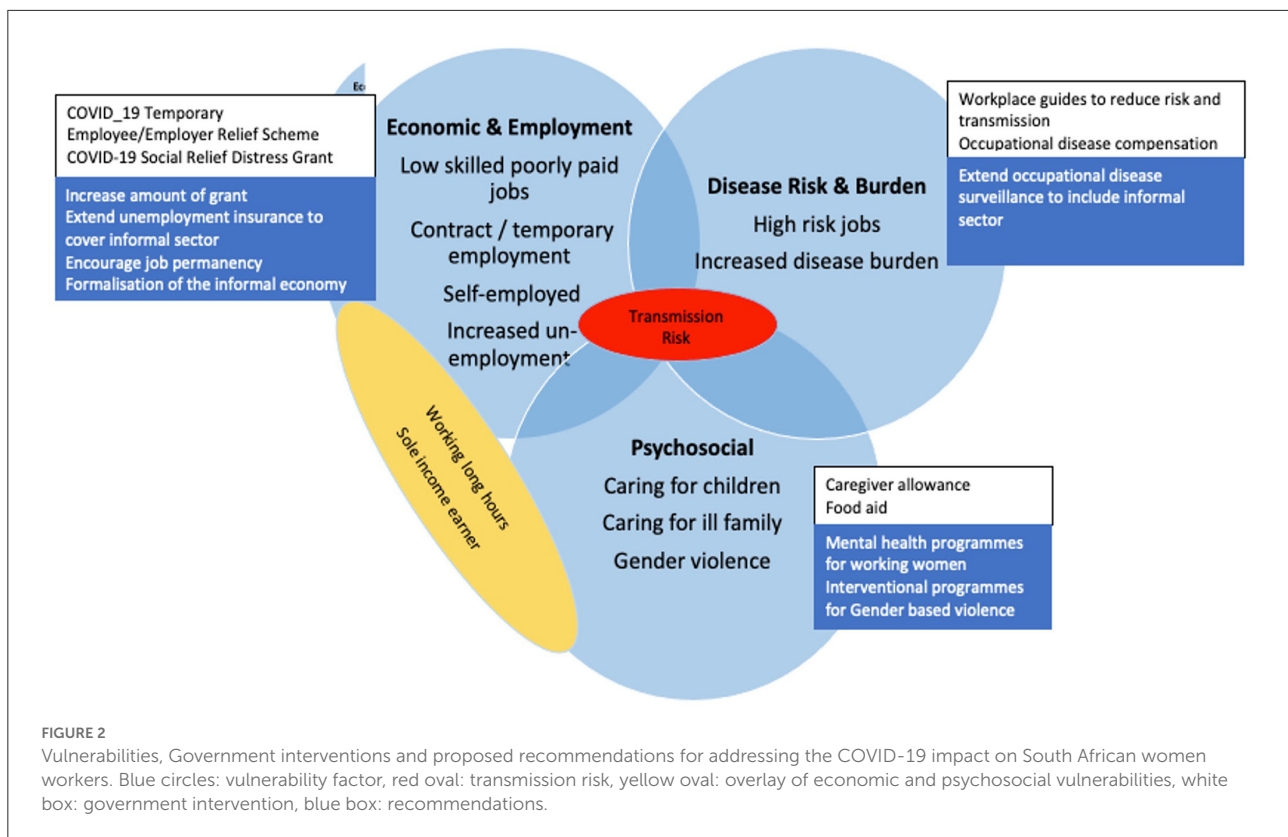 Ec
COVID_19 Temporary
Employee/Employer Relief Scheme
COVID-19 Social Relief Distress Grant
Increase amount of grant
Extend unemployment insurance to
cover informal sector
Encourage job permanency
Formalisation of the informal economy
Economic & Employment
Low skilled poorly paid
jobs
Contract / temporary
employment
Self-employed
Increased un-
employment
Disease Risk & Burden
High risk jobs
Increased disease burden
Workplace guides to reduce risk and
transmission
Occupational disease compensation
Extend occupational disease
surveillance to include informal
sector
Transmission
Risk
Working long hours
Sole income earner
Psychosocial
Caring for children
Caring for ill family
Gender violence
Caregiver allowance
Food aid
Mental health programmes
for working women
Interventional programmes
for Gender based violence
FIGURE 2
Vulnerabilities, Government interventions and proposed recommendations for addressing the COVID-19 impact on South African women
workers. Blue circles: vulnerability factor, red oval: transmission risk, yellow oval: overlay of economic and psychosocial vulnerabilities, white
box: government intervention, blue box: recommendations.